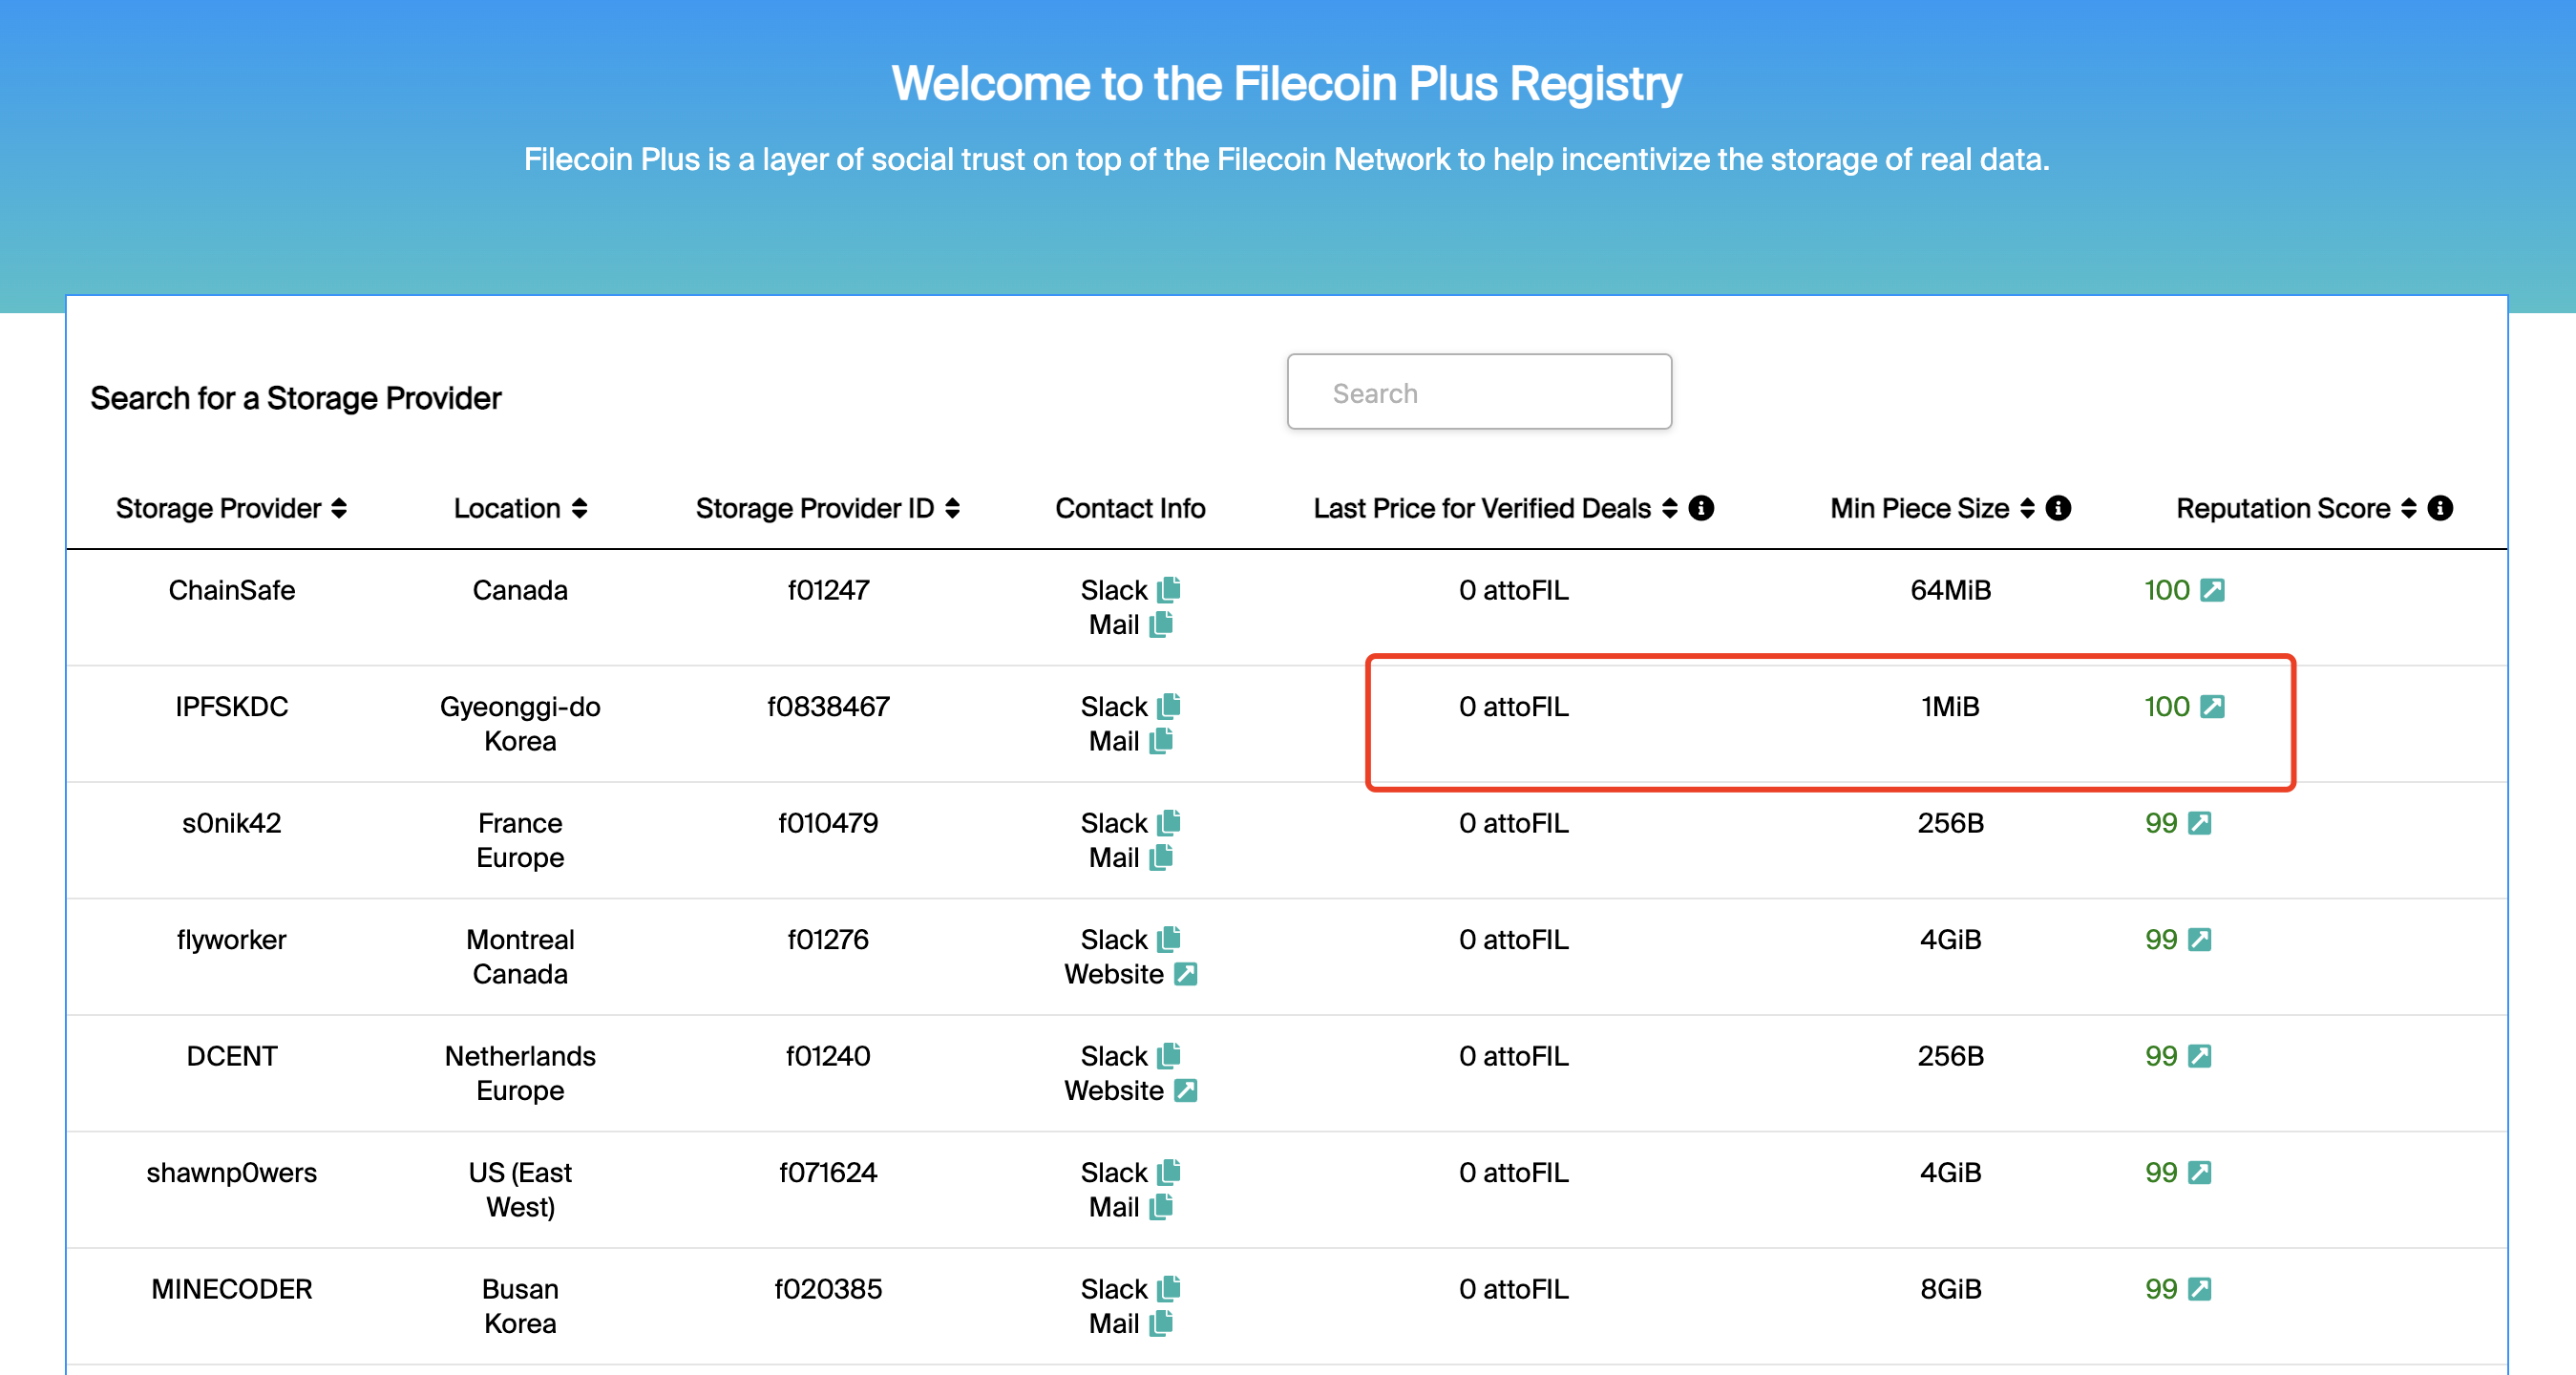 Welcome to the Filecoin Plus Registry
Filecoin Plus is a layer of social trust on top of the Filecoin Network to help incentivize the storage of real data.
Search for a Storage Provider
Search
Storage Provider Location Storage Provider ID Contact Info Last Price for Verified Deals Min Piece Size Reputation Score
ChainSafe Canada f01247 Slack 0 attoFIL 64MiB 100
Mail
IPFSKDC Gyeonggi-do f0838467 Slack 0 attoFIL 1MiB 100
Korea Mail
s0nik42 France f010479 Slack 0 attoFIL 256B 99
Europe Mail
flyworker Montreal f01276 Slack 0 attoFIL 4GiB 99
Canada Website
DCENT Netherlands f01240 Slack 0 attoFIL 256B 99
Europe Website
shawnp0wers US (East f071624 Slack 0 attoFIL 4GiB 99
West) Mail
MINECODER Busan f020385 Slack 0 attoFIL 8GiB 99
Korea Mail